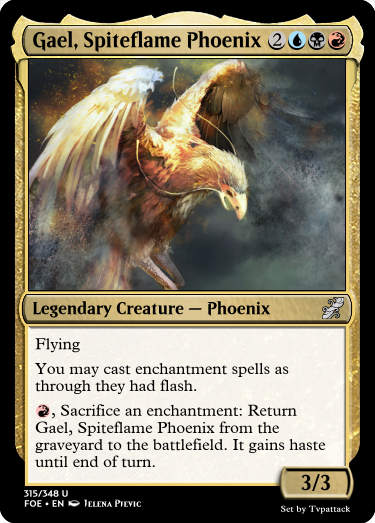 Gael, Spiteflame Phoenix 2
Legendary Creature — Phoenix
Flying
You may cast enchantment spells as
through they had flash.
, Sacrifice an enchantment: Return
Gael, Spiteflame Phoenix from the
graveyard to the battlefield. It gains haste
until end of turn.
3/3
315/348 U
FOE • EN Jelena Pjevic
Set by Tvpattack